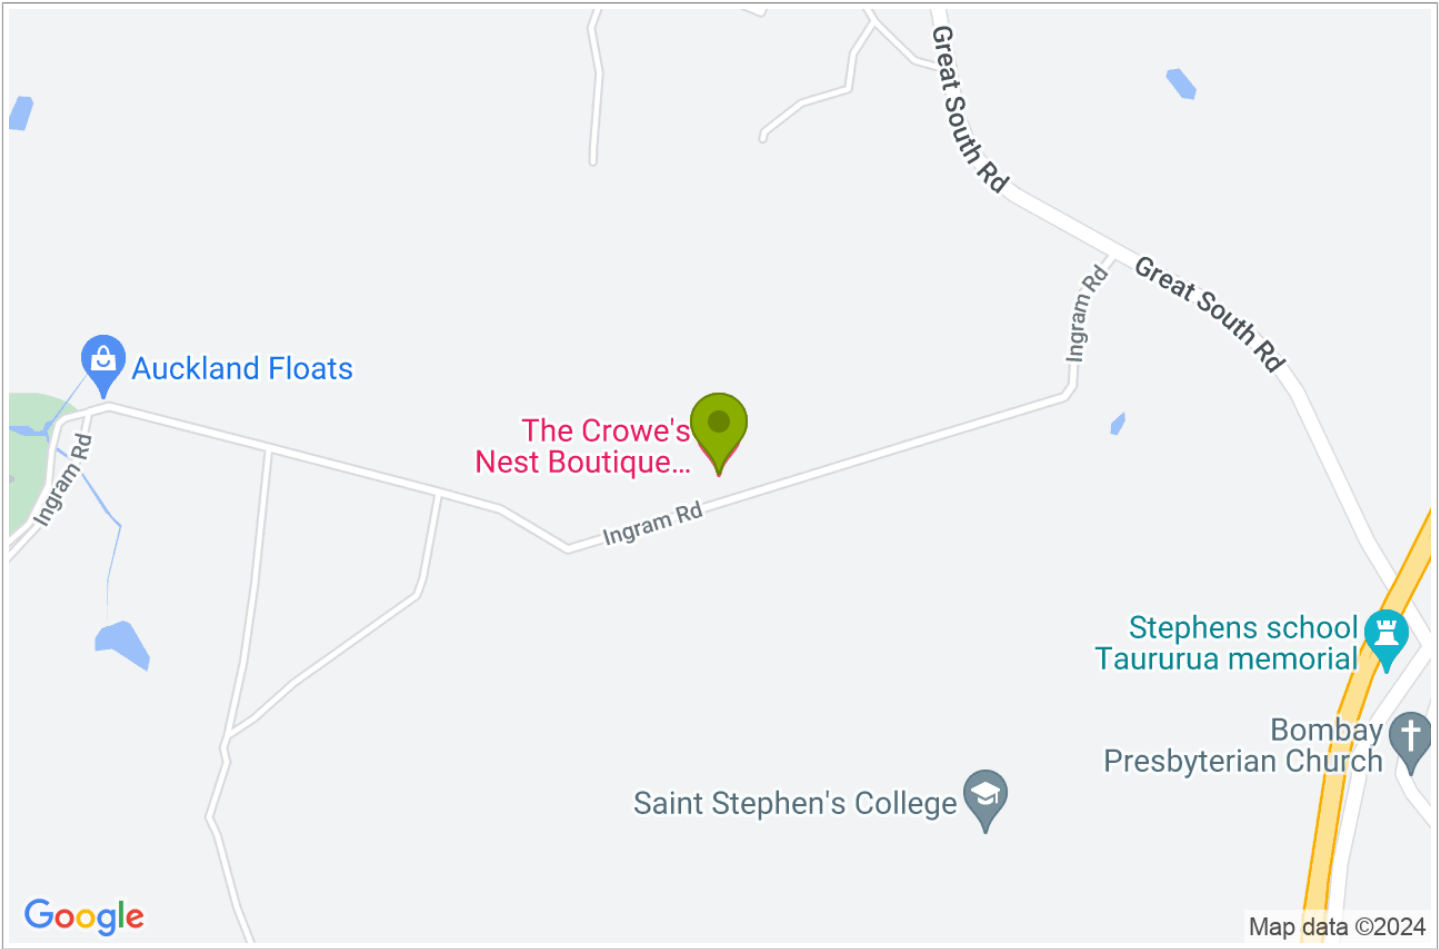 Great South Rd
Great South Rd
Ingram Rd
Auckland Floats
The Crowe's
Nest Boutique...
Ingram Rd
Ingram Rd
Stephens school
Taururua memorial
Bombay
Presbyterian Church
Saint Stephen's College
Google
Map data ©2024